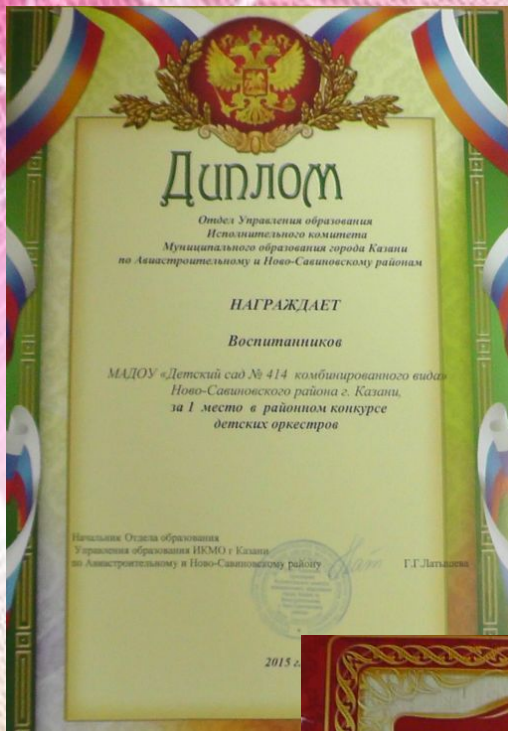 Диплом
Отдел Управления образования
Исполнительного комитета
Муниципального образования города Казани
по Авиастроительному и Ново-Савиновскому районам
НАГРАЖДАЕТ
Воспитанников
МАДОУ «Детский сад № 414 комбинированного вида»
Ново-Савиновского района г. Казани,
за 1 место в районном конкурсе
детских оркестров
Начальник Отдела образования
Управления образования ИКМО г Казани
по Авиастроительному и Ново-Савиновскому району Г.Г.Латышева
2015 г.